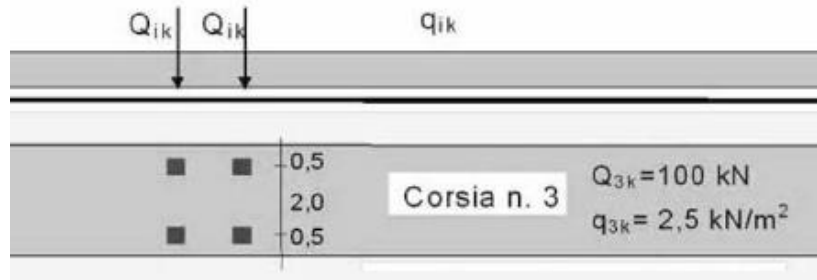 Qik Qik qik
0,5
2,0
0,5
Corsia n. 3
Q3k=100 kN
q3k= 2,5 kN/m²